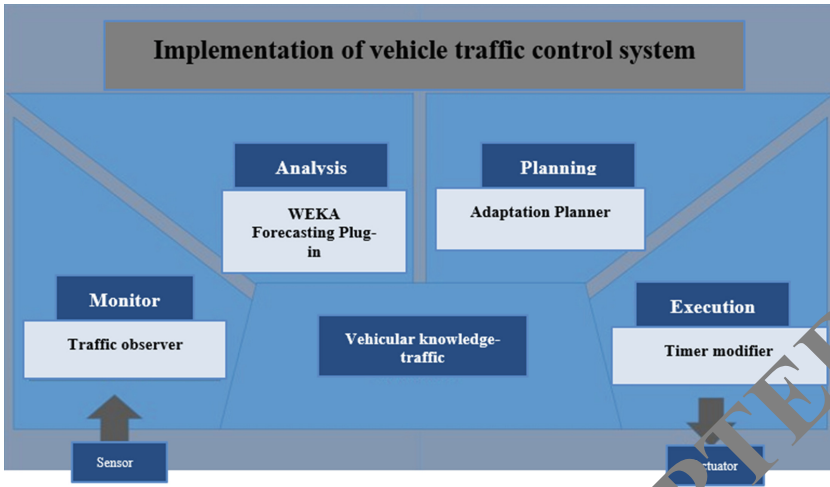 Implementation of vehicle traffic control system
Analysis
WEKA
Forecasting Plug-
in
Planning
Adaptation Planner
Monitor
Traffic observer
Vehicular knowledge-
traffic
Execution
Timer modifier
Sensor